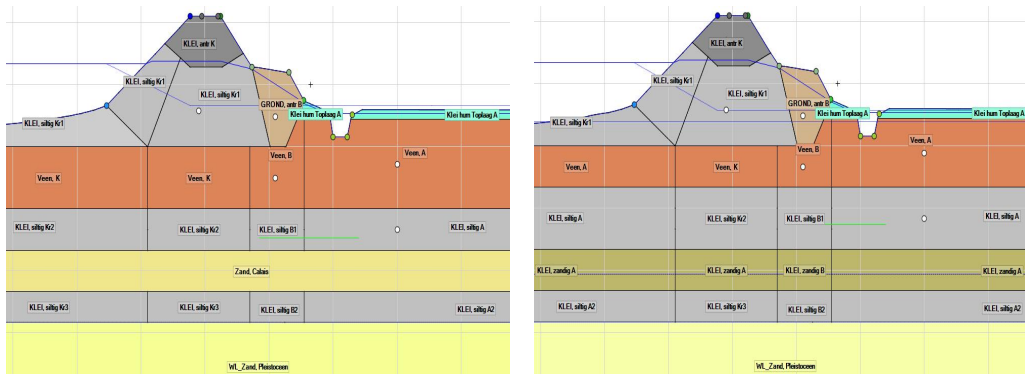 KLEI, antr K
KLEI, siltig Kr1
KLEI, siltig Kr1
GROND, antr B
Klei hum Toplaag A
Klei hum Toplaag A
KLEI, siltig Kr1
Veen, B
Veen, A
Veen, K
Veen, K
KLEI, siltig Kr2
KLEI, siltig Kr2
KLEI, siltig B1
KLEI, siltig A
Zand, Calais
KLEI, siltig Kr3
KLEI, siltig Kr3
KLEI, siltig B2
KLEI, siltig A2
WL_Zand, Pleistoceen
KLEI, antr K
KLEI, siltig Kr1
KLEI, siltig Kr1
GROND, antr B
Klei hum Toplaag A
Klei hum Toplaag A
KLEI, siltig Kr1
Veen, B
Veen, A
Veen, A
Veen, K
KLEI, siltig A
KLEI, siltig Kr2
KLEI, siltig B1
KLEI, siltig A
KLEI, zandig A
KLEI, zandig A
KLEI, zandig B
KLEI, zandig A
KLEI, siltig A2
KLEI, siltig Kr3
KLEI, siltig B2
KLEI, siltig A2
WL_Zand, Pleistoceen